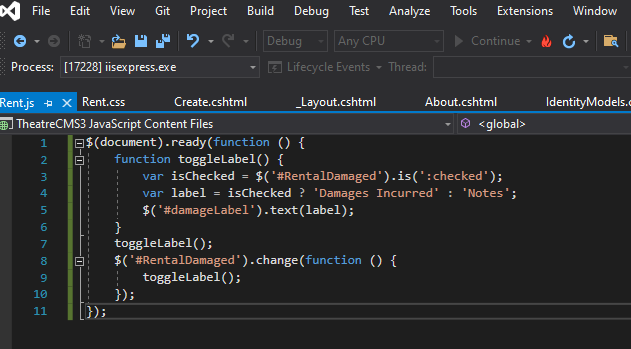 File Edit View Git Project Build Debug Test Analyze Tools Extensions Window
Debug Any CPU Continue
Process: [17228] iisexpress.exe Lifecycle Events Thread:
Rent.js Rent.css Create.cshtml _Layout.cshtml About.cshtml IdentityModels.c
TheatreCMS3 JavaScript Content Files <global>
1 $(document).ready(function () {
2 function toggleLabel() {
3 var isChecked = $('#RentalDamaged').is(':checked');
4 var label = isChecked ? 'Damages Incurred' : 'Notes';
5 $('#damageLabel').text(label);
6 }
7 toggleLabel();
8 $('#RentalDamaged').change(function () {
9 toggleLabel();
10 });
11 });